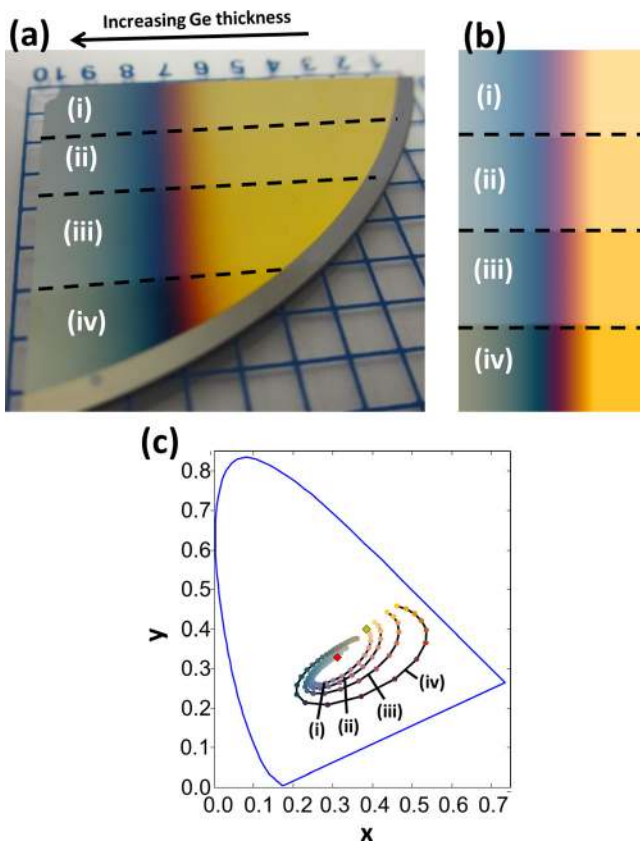 Increasing Ge thickness
(a)
(b)
10 9 8 7 6 5 4 3 2 1
(i)
(ii)
(iii)
(iv)
(i)
(ii)
(iii)
(iv)
(c)
0.8
0.7
0.6
0.5
0.4
0.3
0.2
0.1
0.0
y
(i)
(ii)
(iii)
(iv)
0.0 0.1 0.2 0.3 0.4 0.5 0.6 0.7
x